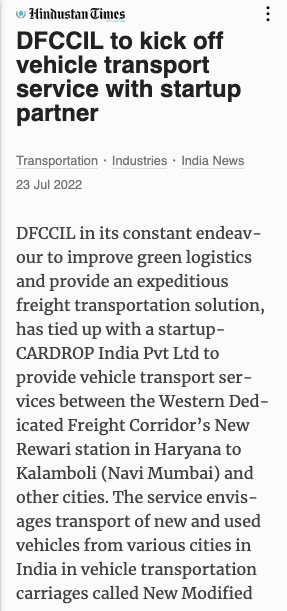 Hindustan Times
DFCCIL to kick off
vehicle transport
service with startup
partner
Transportation · Industries · India News
23 Jul 2022
DFCCIL in its constant endeav-
our to improve green logistics
and provide an expeditious
freight transportation solution,
has tied up with a startup-
CARDROP India Pvt Ltd to
provide vehicle transport ser-
vices between the Western Ded-
icated Freight Corridor’s New
Rewari station in Haryana to
Kalamboli (Navi Mumbai) and
other cities. The service envis-
ages transport of new and used
vehicles from various cities in
India in vehicle transportation
carriages called New Modified